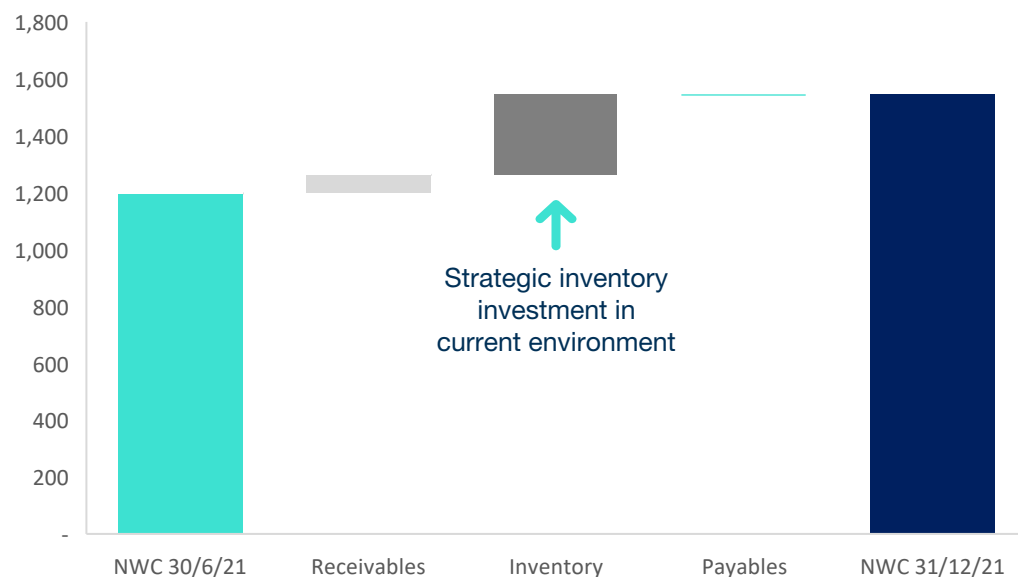 1,800
1,600
1,400
1,200
1,000
800
600
400
200
-
Strategic inventory
investment in
current environment
NWC 30/6/21 Receivables Inventory Payables NWC 31/12/21